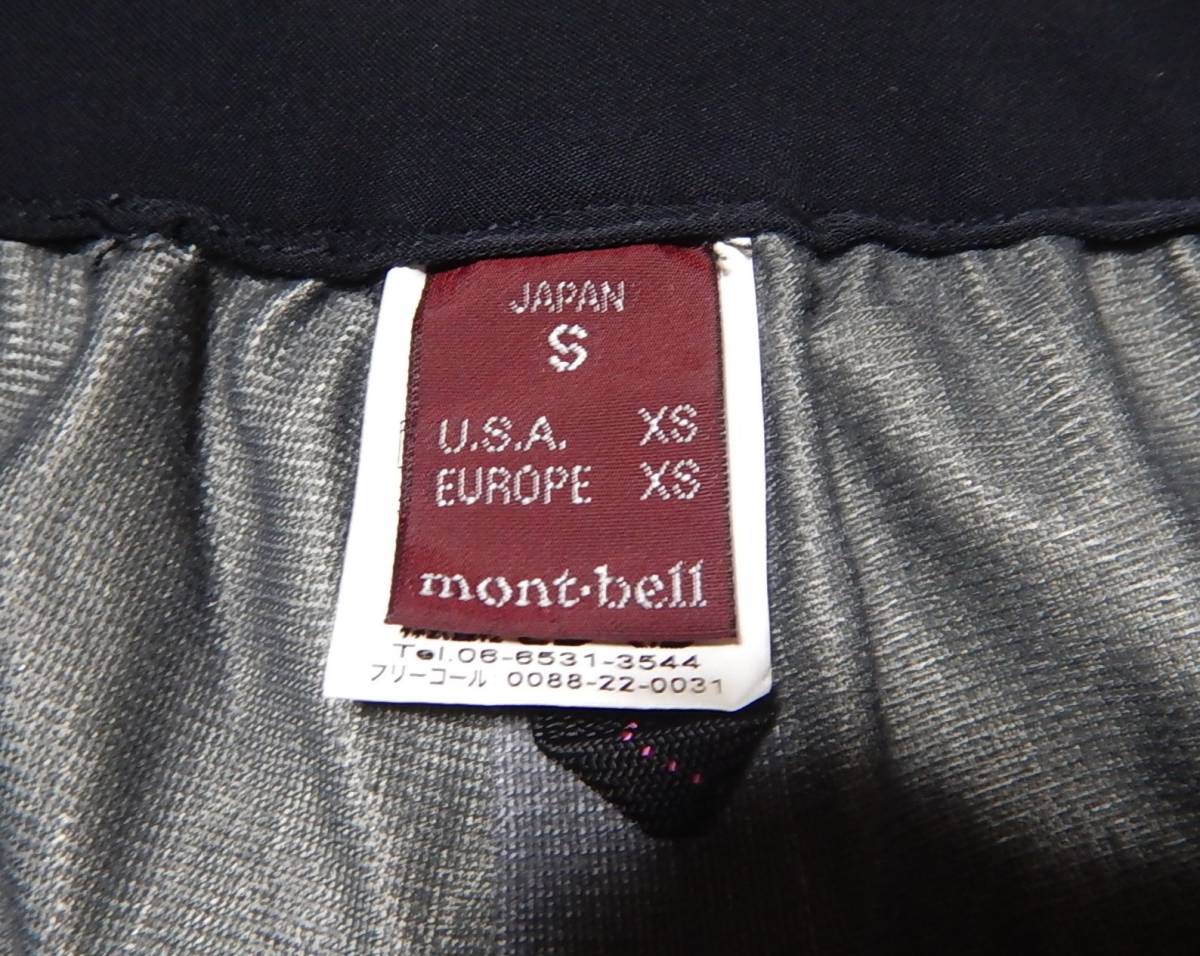 JAPAN
S
U.S.A. XS
EUROPE XS
mont·bell
Tel.06-6531-3544
フリーコール:0088-22-0031